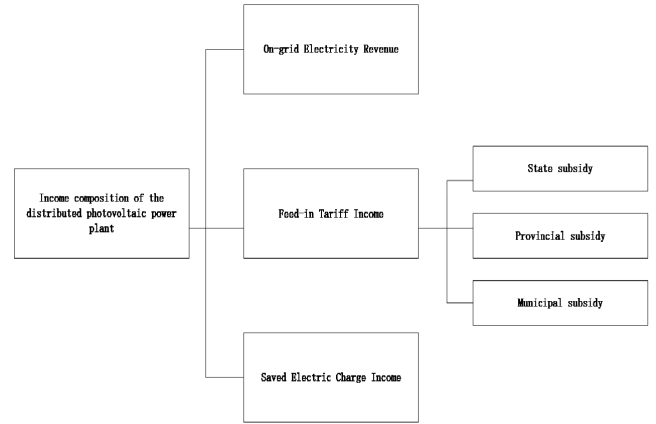 On-grid Electricity Revenue
State subsidy
Income composition of the
distributed photovoltaic power
plant
Feed-in Tariff Income
Provincial subsidy
Municipal subsidy
Saved Electric Charge Income